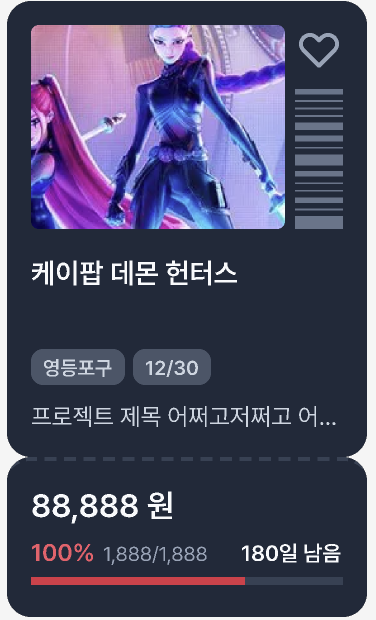 케이팝 데몬 헌터스
영등포구 12/30
프로젝트 제목 어쩌고저쩌고 어...
88,888 원
100% 1,888/1,888 180일 남음